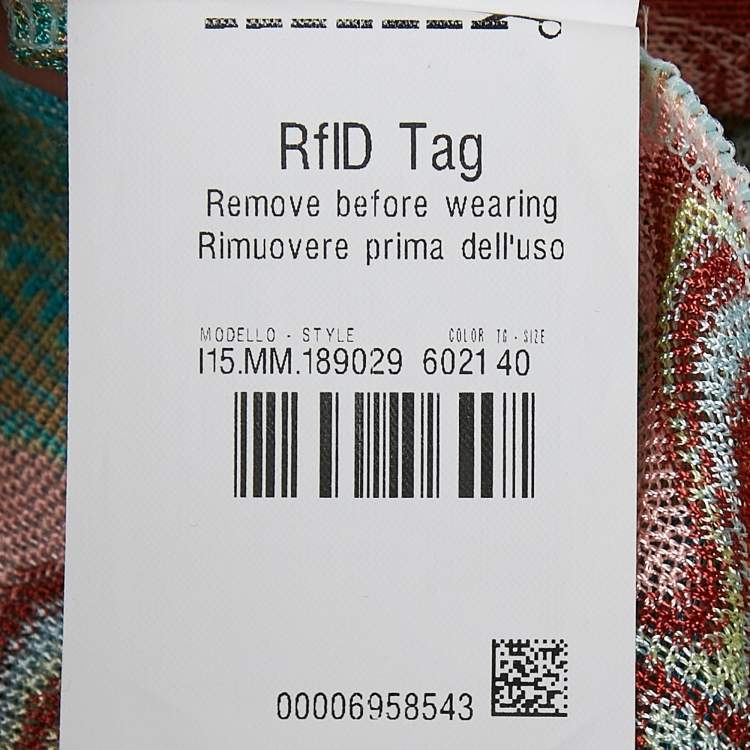 RfID Tag
Remove before wearing
Rimuovere prima dell'uso
MODELLO - STYLE COLOR TG - SIZE
I15.MM.189029 6021 40
00006958543